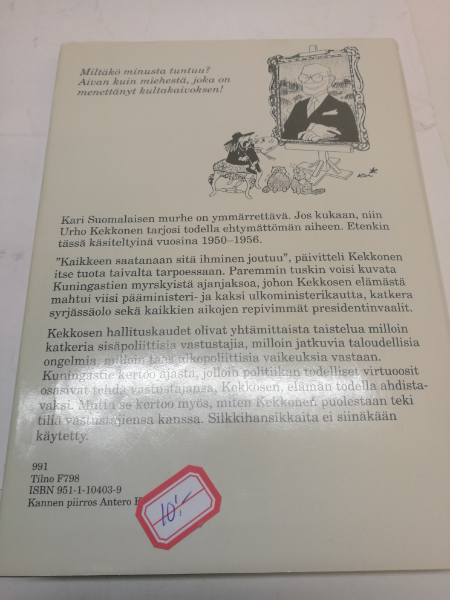 Miltäkö minusta tuntuu?
Aivan kuin miehestä, joka on
menettänyt kultakaivoksen!
Kari Suomalaisen murhe on ymmärrettävä. Jos kukaan, niin
Urho Kekkonen tarjosi todella ehtymättömän aiheen. Etenkin
tässä käsiteltyinä vuosina 1950–1956.
"Kaikkeen saatanaan sitä ihminen joutuu", päivitteli Kekkonen
itse tuota taivalta tarpoessaan. Paremmin tuskin voisi kuvata
Kuningastien myrskyistä ajanjaksoa, johon Kekkosen elämästä
mahtui viisi pääministeri- ja kaksi ulkoministerikautta, katkera
syrjässäolo sekä kaikkien aikojen repivimmät presidentinvaalit.
Kekkosen hallituskaudet olivat yhtämittaista taistelua milloin
katkeria sisäpoliittisia vastustajia, milloin jatkuvia taloudellisia
ongelmia, milloin taas ulkopoliittisia vaikeuksia vastaan.
Kuningastie kertoo ajasta, jolloin politiikan todelliset virtuoosit
osasivat tehdä vastustajansa, Kekkosen, elämän todella ahdista-
vaksi. Mutta se kertoo myös, miten Kekkonen puolestaan teki
tiliä vastustajiensa kanssa. Silkkihansikkaita ei siinäkään
käytetty.
991
Tilno F798
ISBN 951-1-10403-9
Kannen piirros Antero
10:-